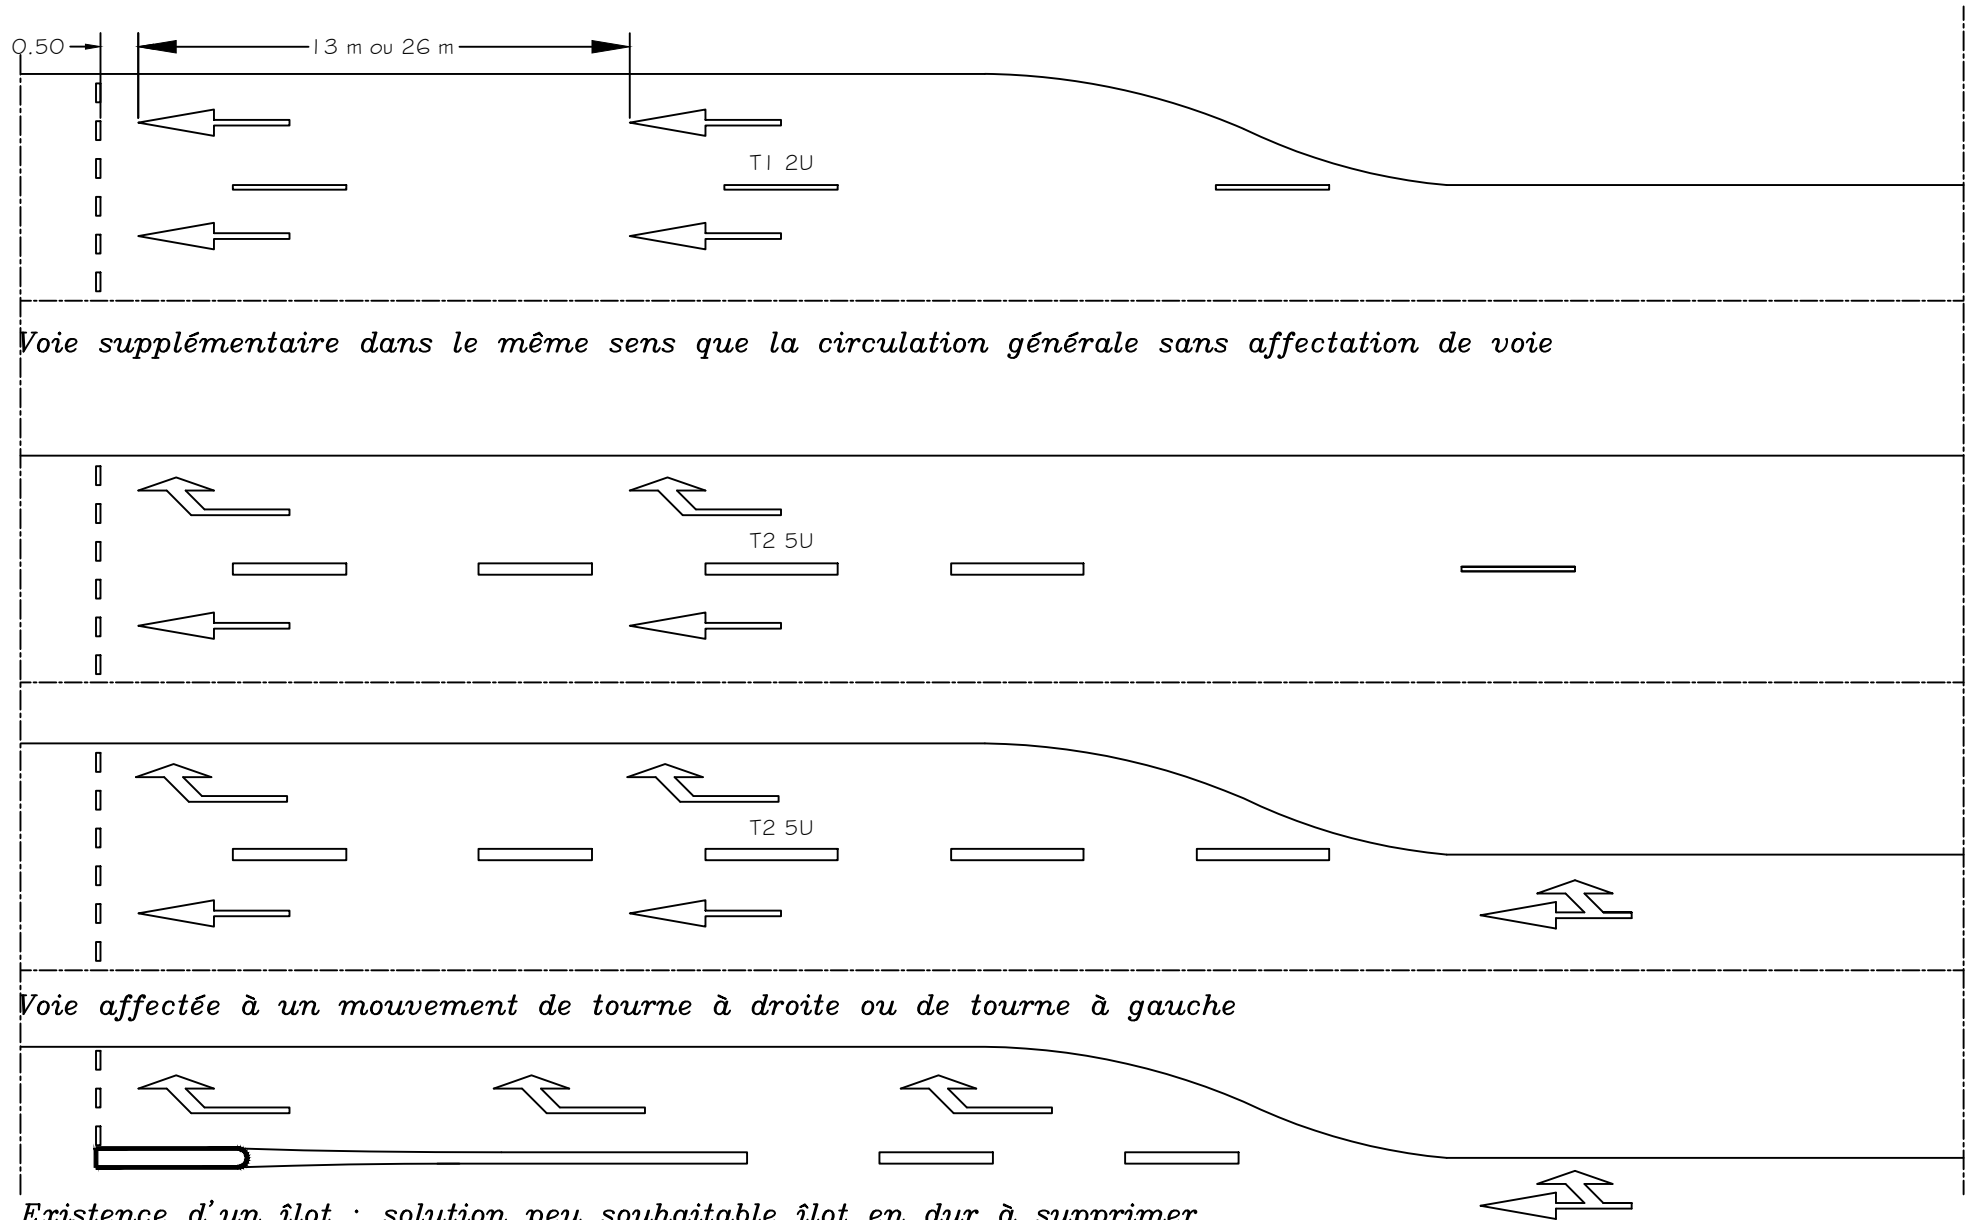 0.50
13 m ou 26 m
T1 2U
Voie supplémentaire dans le même sens que la circulation générale sans affectation de voie
T2 5U
T2 5U
Voie affectée à un mouvement de tourne à droite ou de tourne à gauche
Existence d'un îlot : solution peu souhaitable îlot en dur à supprimer